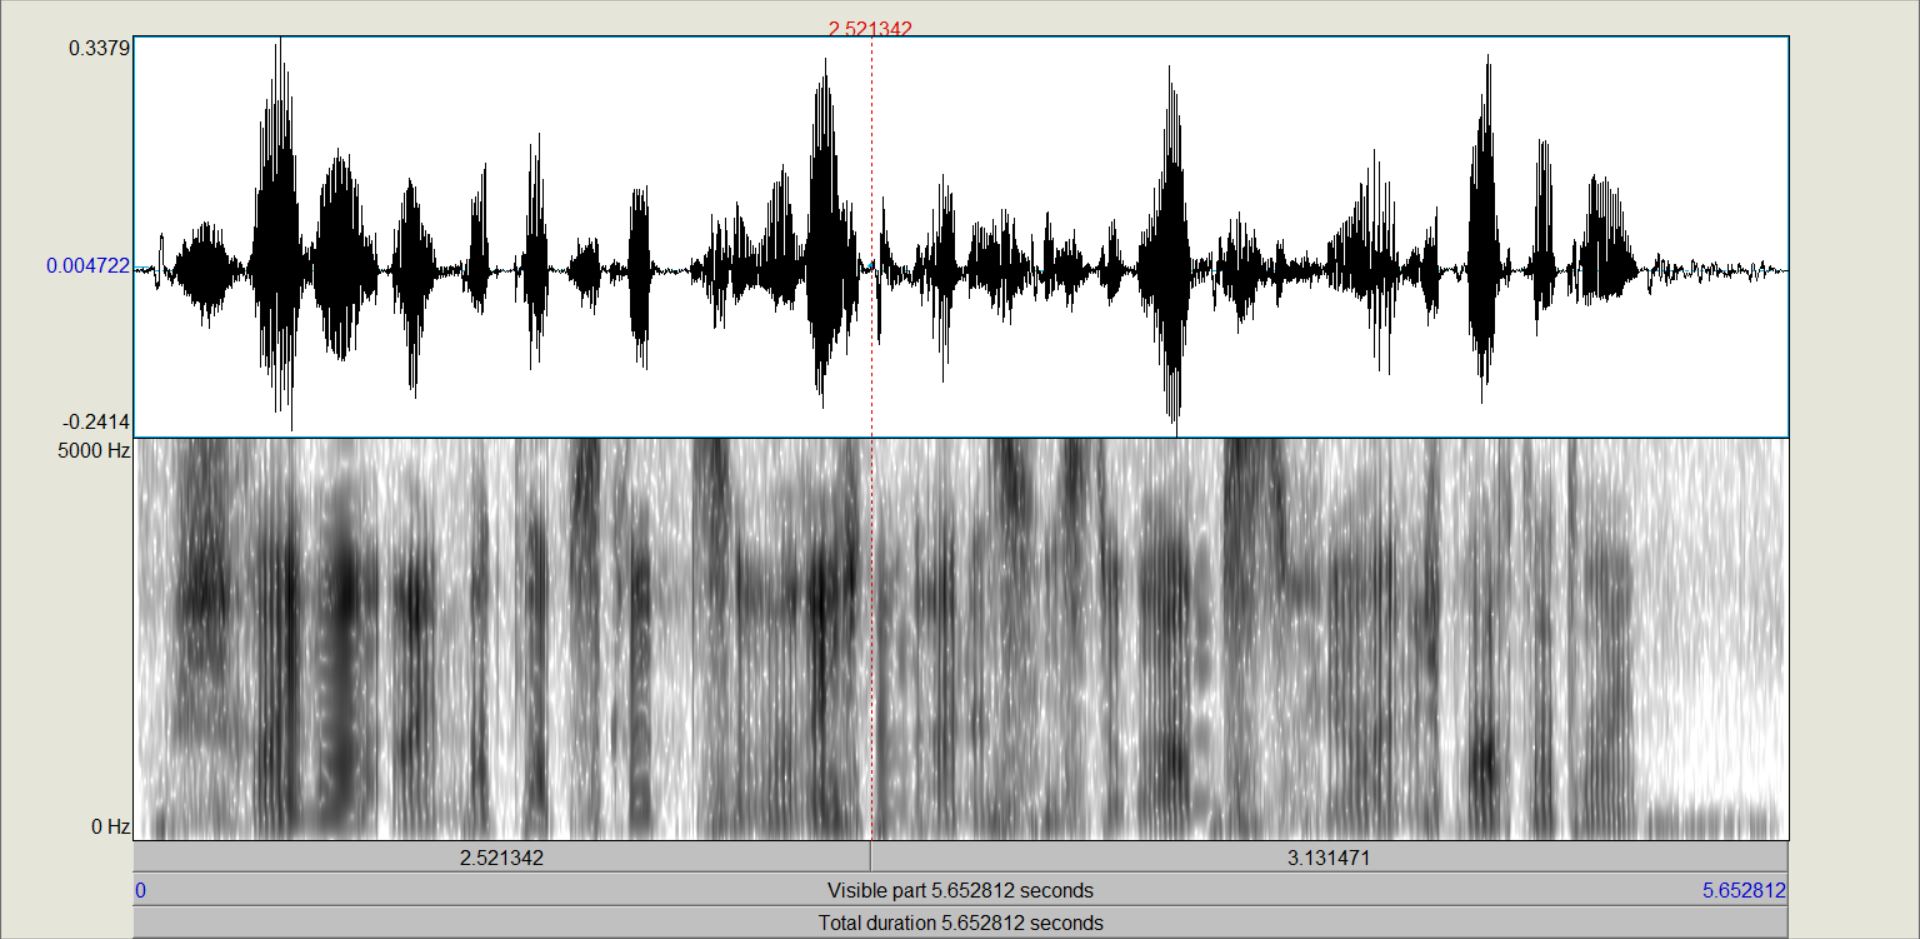 2.521342
0.3379
0.004722
-0.2414
5000 Hz
0 Hz
2.521342 3.131471
0 Visible part 5.652812 seconds 5.652812
Total duration 5.652812 seconds